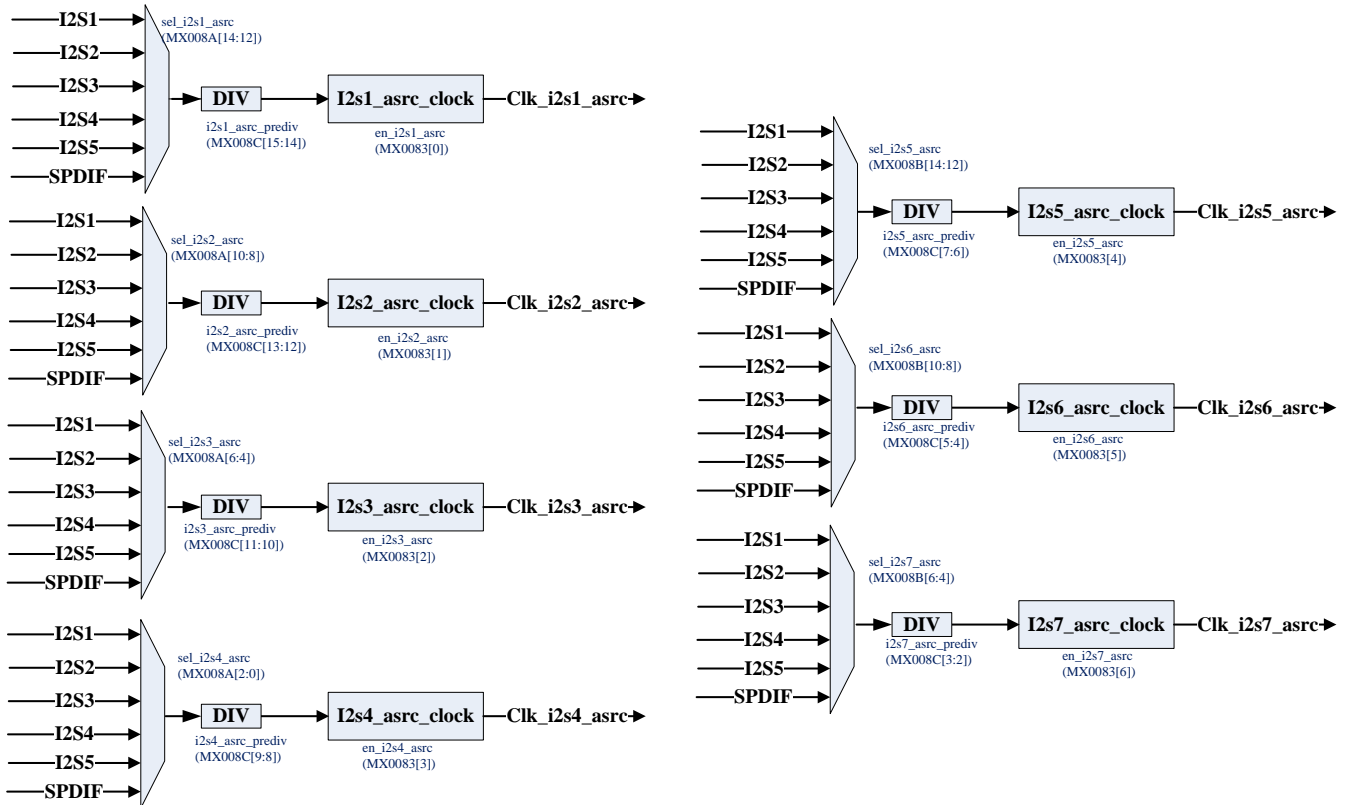 I2S1
I2S2
I2S3
I2S4
I2S5
SPDIF
sel_i2s1_asrc
(MX008A[14:12])
DIV
i2s1_asrc_prediv
(MX008C[15:14])
I2s1_asrc_clock
en_i2s1_asrc
(MX0083[0])
Clk_i2s1_asrc
I2S1
I2S2
I2S3
I2S4
I2S5
SPDIF
sel_i2s2_asrc
(MX008A[10:8])
DIV
i2s2_asrc_prediv
(MX008C[13:12])
I2s2_asrc_clock
en_i2s2_asrc
(MX0083[1])
Clk_i2s2_asrc
I2S1
I2S2
I2S3
I2S4
I2S5
SPDIF
sel_i2s3_asrc
(MX008A[6:4])
DIV
i2s3_asrc_prediv
(MX008C[11:10])
I2s3_asrc_clock
en_i2s3_asrc
(MX0083[2])
Clk_i2s3_asrc
I2S1
I2S2
I2S3
I2S4
I2S5
SPDIF
sel_i2s4_asrc
(MX008A[2:0])
DIV
i2s4_asrc_prediv
(MX008C[9:8])
I2s4_asrc_clock
en_i2s4_asrc
(MX0083[3])
Clk_i2s4_asrc
I2S1
I2S2
I2S3
I2S4
I2S5
SPDIF
sel_i2s5_asrc
(MX008B[14:12])
DIV
i2s5_asrc_prediv
(MX008C[7:6])
I2s5_asrc_clock
en_i2s5_asrc
(MX0083[4])
Clk_i2s5_asrc
I2S1
I2S2
I2S3
I2S4
I2S5
SPDIF
sel_i2s6_asrc
(MX008B[10:8])
DIV
i2s6_asrc_prediv
(MX008C[5:4])
I2s6_asrc_clock
en_i2s6_asrc
(MX0083[5])
Clk_i2s6_asrc
I2S1
I2S2
I2S3
I2S4
I2S5
SPDIF
sel_i2s7_asrc
(MX008B[6:4])
DIV
i2s7_asrc_prediv
(MX008C[3:2])
I2s7_asrc_clock
en_i2s7_asrc
(MX0083[6])
Clk_i2s7_asrc